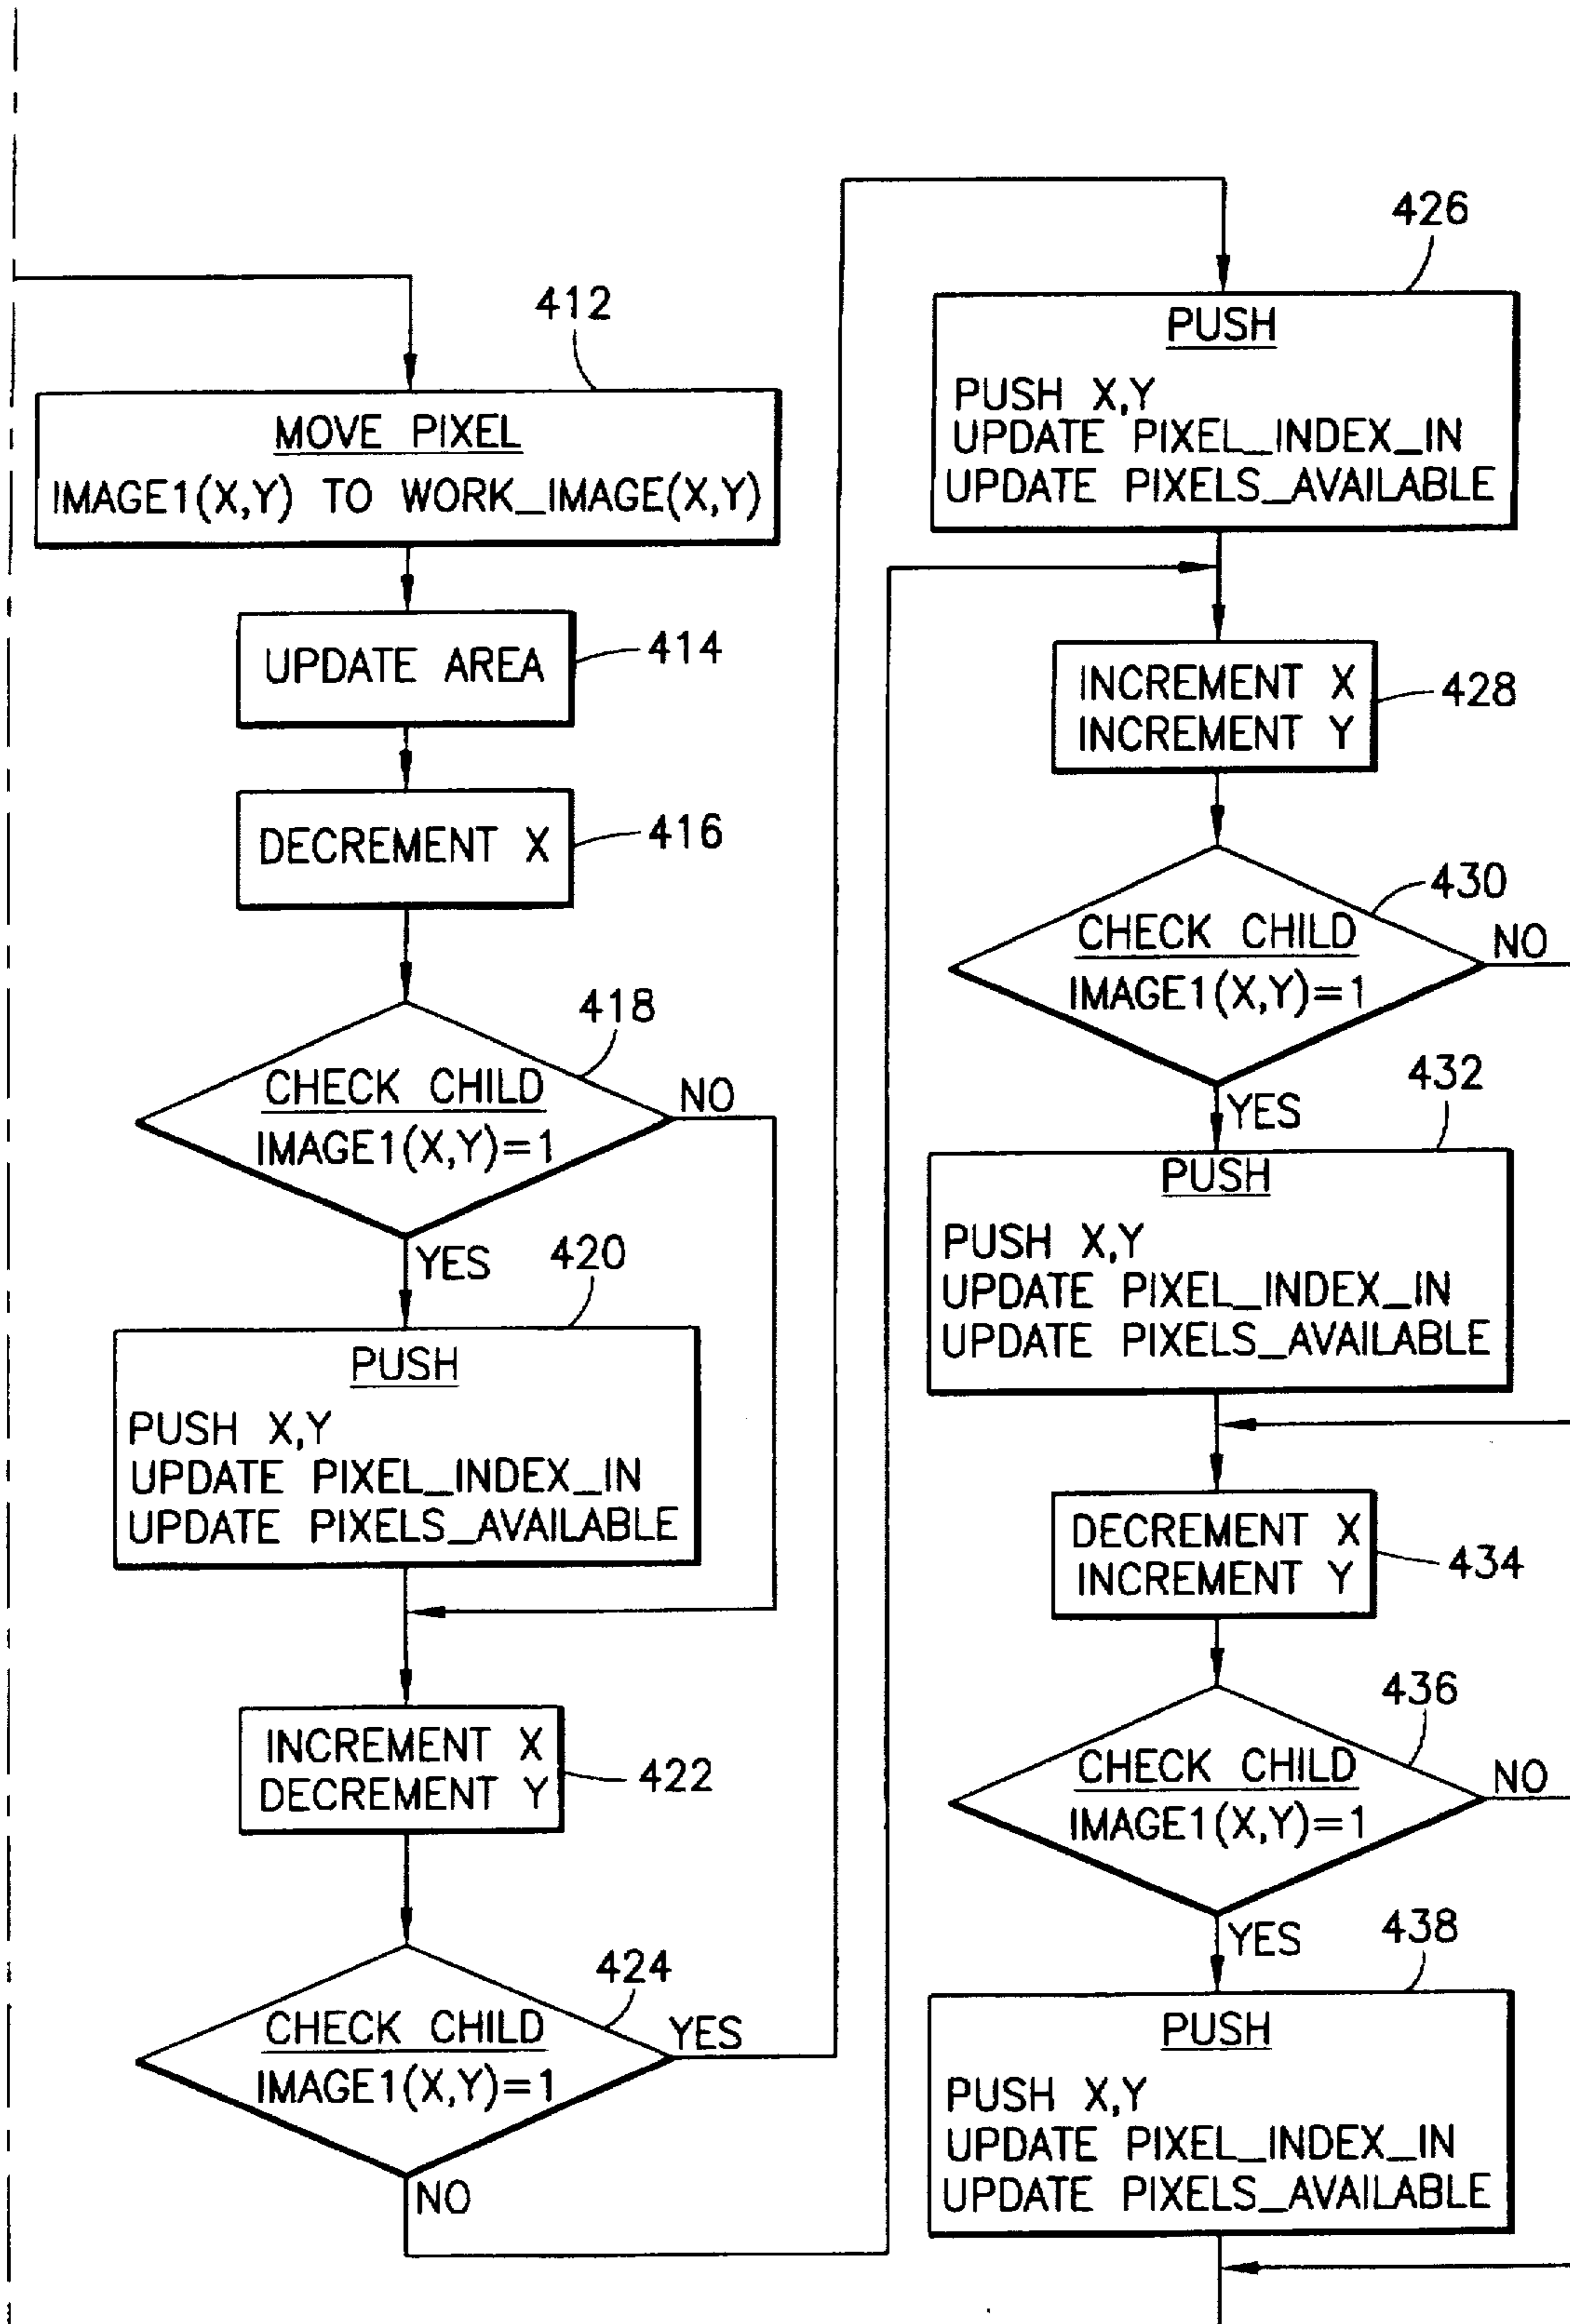 412
MOVE PIXEL
IMAGE1(X,Y) TO WORK_IMAGE(X,Y)
UPDATE AREA
414
DECREMENT X
416
418
CHECK CHILD
IMAGE1(X,Y)=1
NO
YES
420
PUSH
PUSH X,Y
UPDATE PIXEL_INDEX_IN
UPDATE PIXELS_AVAILABLE
INCREMENT X
DECREMENT Y
422
424
CHECK CHILD
IMAGE1(X,Y)=1
YES
NO
426
PUSH
PUSH X,Y
UPDATE PIXEL_INDEX_IN
UPDATE PIXELS_AVAILABLE
INCREMENT X
INCREMENT Y
428
430
CHECK CHILD
IMAGE1(X,Y)=1
NO
YES
432
PUSH
PUSH X,Y
UPDATE PIXEL_INDEX_IN
UPDATE PIXELS_AVAILABLE
DECREMENT X
INCREMENT Y
434
436
CHECK CHILD
IMAGE1(X,Y)=1
NO
YES
438
PUSH
PUSH X,Y
UPDATE PIXEL_INDEX_IN
UPDATE PIXELS_AVAILABLE